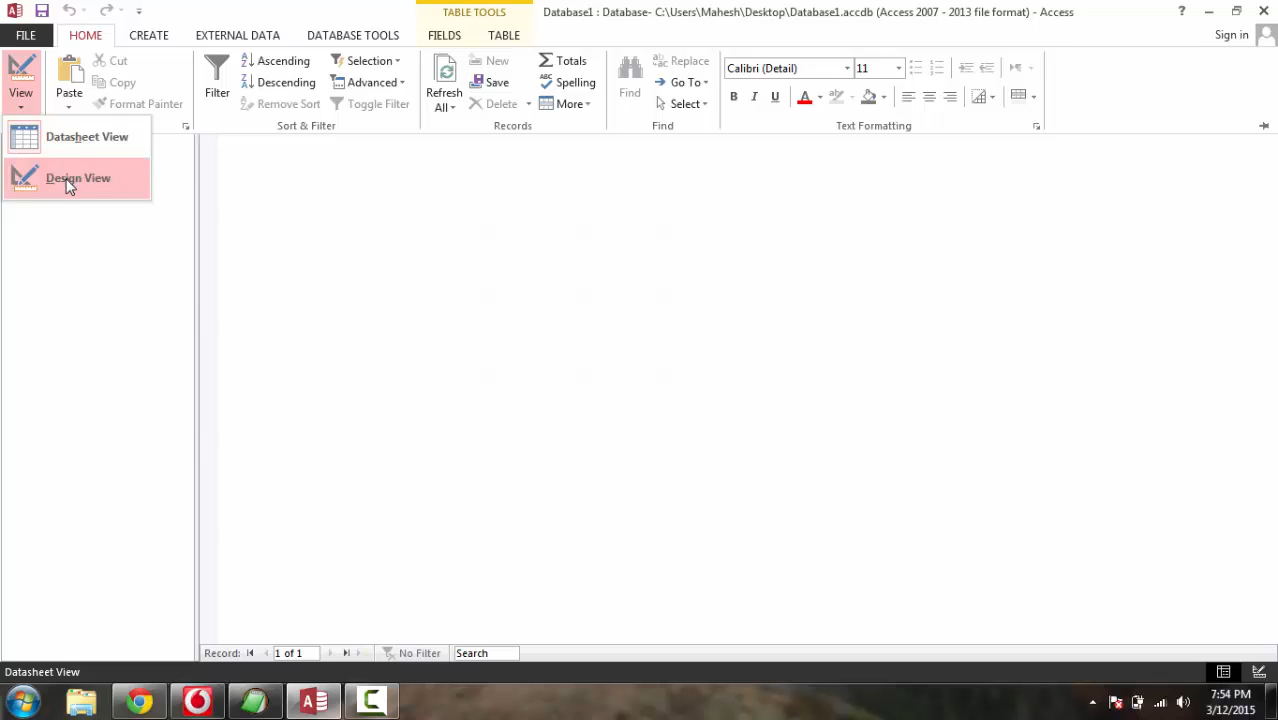 TABLE TOOLS
Database1 : Database- C:\Users\Mahesh\Desktop\Database1.accdb (Access 2007 - 2013 file format) - Access
?
FILE HOME CREATE EXTERNAL DATA DATABASE TOOLS FIELDS TABLE Sign in
View Paste Cut Copy Format Painter
Filter Ascending Descending Remove Sort Selection Advanced Toggle Filter
Sort & Filter
Refresh All New Save Delete Totals Spelling More
Records
Find Replace Go To Select
Find
Calibri (Detail) 11
B I U A ab
Text Formatting
Datasheet View
Design View
Record: 1 of 1 No Filter Search
Datasheet View
7:54 PM
3/12/2015